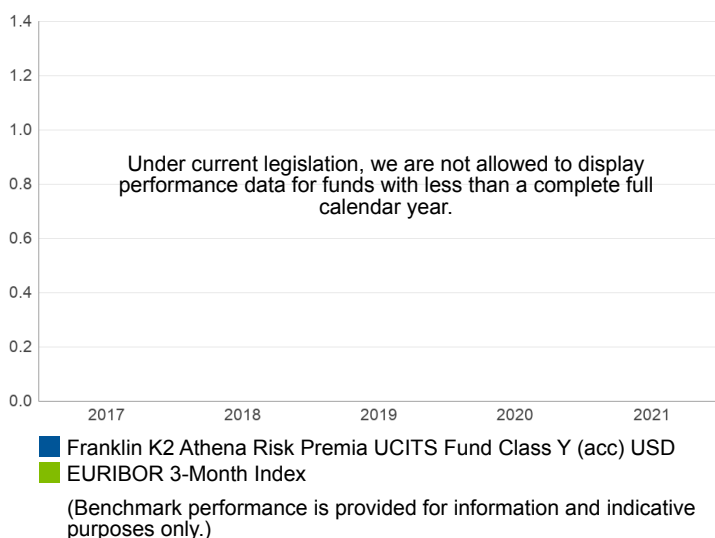 1.4
1.2
1.0
Under current legislation, we are not allowed to display
performance data for funds with less than a complete full
calendar year.
0.8
0.6
0.4
0.2
0.0
2017 2018 2019 2020 2021
Franklin K2 Athena Risk Premia UCITS Fund Class Y (acc) USD
EURIBOR 3-Month Index
(Benchmark performance is provided for information and indicative
purposes only.)